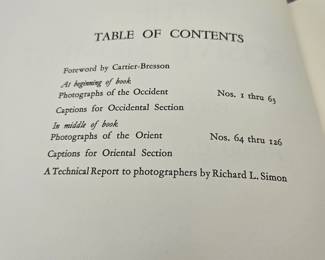 TABLE OF CONTENTS
Foreword by Cartier-Bresson
At beginning of book
Photographs of the Occident Nos. 1 thru 63
Captions for Occidental Section
In middle of book
Photographs of the Orient Nos. 64 thru 126
Captions for Oriental Section
A Technical Report to photographers by Richard L. Simon